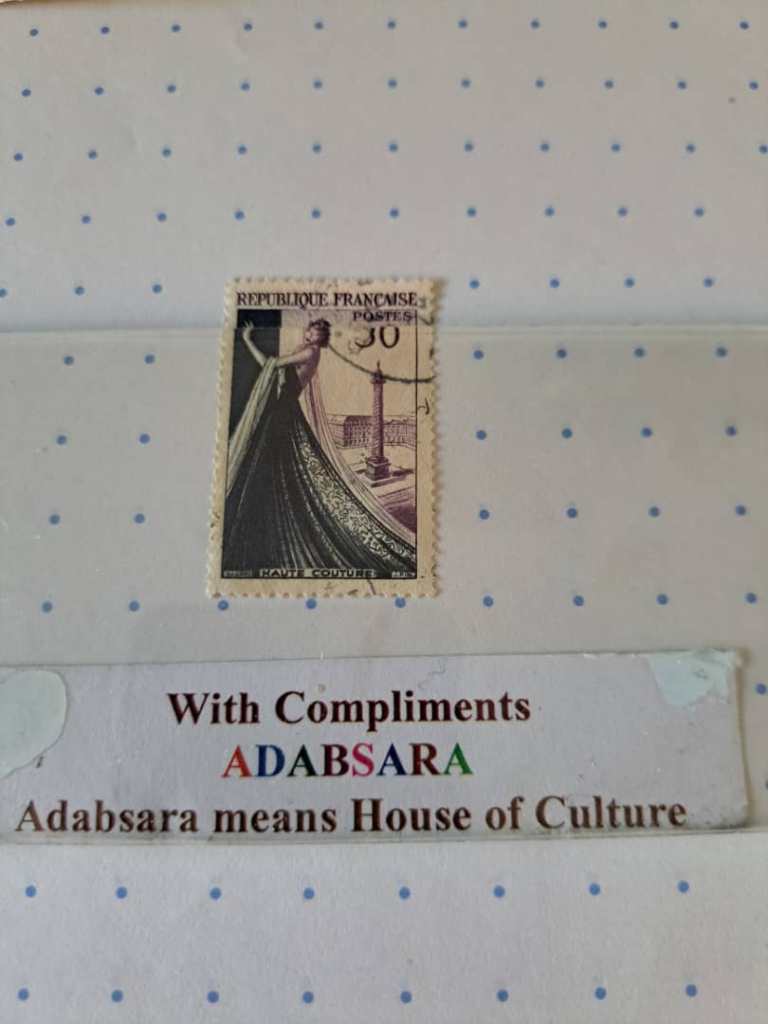 REPUBLIQUE FRANÇAISE
POSTES
30
HAUTE COUTURE
With Compliments
ADABSARA
Adabsara means House of Culture